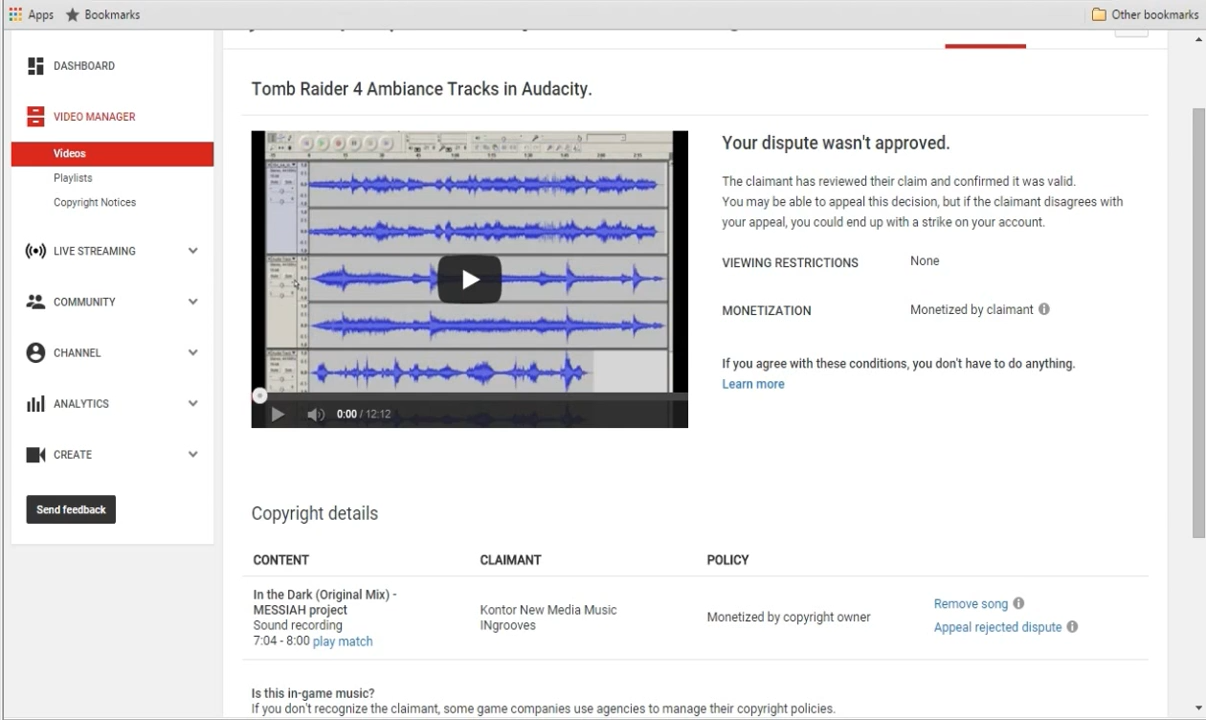 Apps
Bookmarks
Other bookmarks
DASHBOARD
VIDEO MANAGER
Videos
Playlists
Copyright Notices
LIVE STREAMING
COMMUNITY
CHANNEL
ANALYTICS
CREATE
Send feedback
Tomb Raider 4 Ambiance Tracks in Audacity.
0:00 / 12:12
Your dispute wasn't approved.
The claimant has reviewed their claim and confirmed it was valid.
You may be able to appeal this decision, but if the claimant disagrees with
your appeal, you could end up with a strike on your account.
VIEWING RESTRICTIONS None
MONETIZATION Monetized by claimant
If you agree with these conditions, you don't have to do anything.
Learn more
Copyright details
CONTENT CLAIMANT POLICY
In the Dark (Original Mix) -
MESSIAH project
Sound recording
7:04 - 8:00 play match
Kontor New Media Music
INgrooves
Monetized by copyright owner
Remove song
Appeal rejected dispute
Is this in-game music?
If you don't recognize the claimant, some game companies use agencies to manage their copyright policies.